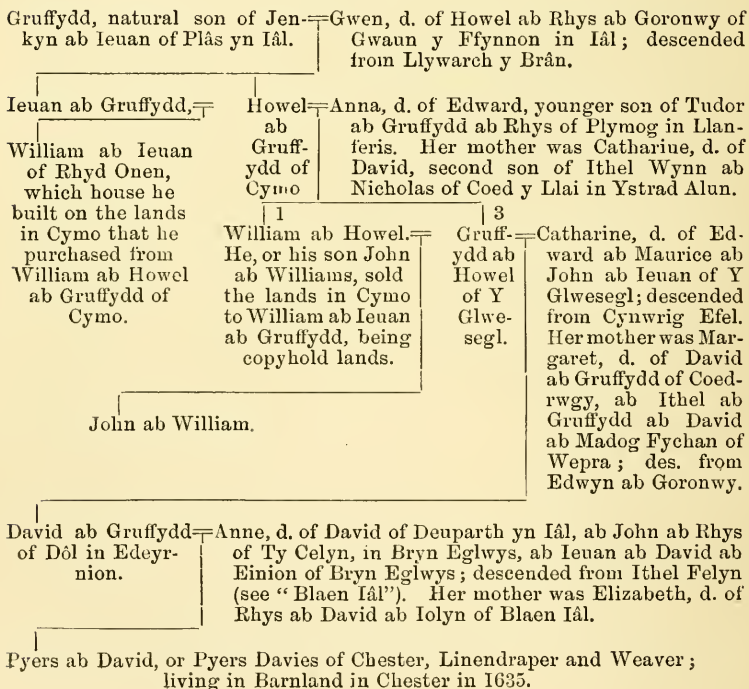 Gruffydd, natural son of Jen-
kyn ab Ieuan of Plâs yn Iâl.
Gwen, d. of Howel ab Rhys ab Goronwy of
Gwaun y Ffynnon in Iâl; descended
from Llywarch y Brân.
Ieuan ab Gruffydd,
William ab Ieuan
of Rhyd Onen,
which house he
built on the lands
in Cymo that he
purchased from
William ab Howel
ab Gruffydd of
Cymo.
Howel
ab
Gruff-
ydd of
Cymo
Anna, d. of Edward, younger son of Tudor
ab Gruffydd ab Rhys of Plymog in Llan-
feris. Her mother was Catharine, d. of
David, second son of Ithel Wynn ab
Nicholas of Coed y Llai in Ystrad Alun.
1
William ab Howel.
He, or his son John
ab Williams, sold
the lands in Cymo
to William ab Ieuan
ab Gruffydd, being
copyhold lands.
3
Gruff-
ydd ab
Howel
of Y
Glwe-
segl.
Catharine, d. of Ed-
ward ab Maurice ab
John ab Ieuan of Y
Glwesegl; descended
from Cynwrig Efel.
Her mother was Mar-
garet, d. of David
ab Gruffydd of Coed-
rwgy, ab Ithel ab
Gruffydd ab David
ab Madog Fychan of
Wepra; des. from
Edwyn ab Goronwy.
John ab William.
David ab Gruffydd
of Dôl in Edeyr-
nion.
Anne, d. of David of Deuparth yn Iâl, ab John ab Rhys
of Ty Celyn, in Bryn Eglwys, ab Ieuan ab David ab
Einion of Bryn Eglwys; descended from Ithel Felyn
(see "Blaen Iâl"). Her mother was Elizabeth, d. of
Rhys ab David ab Iolyn of Blaen Iâl.
Pyers ab David, or Pyers Davies of Chester, Linendraper and Weaver;
living in Barnland in Chester in 1635.